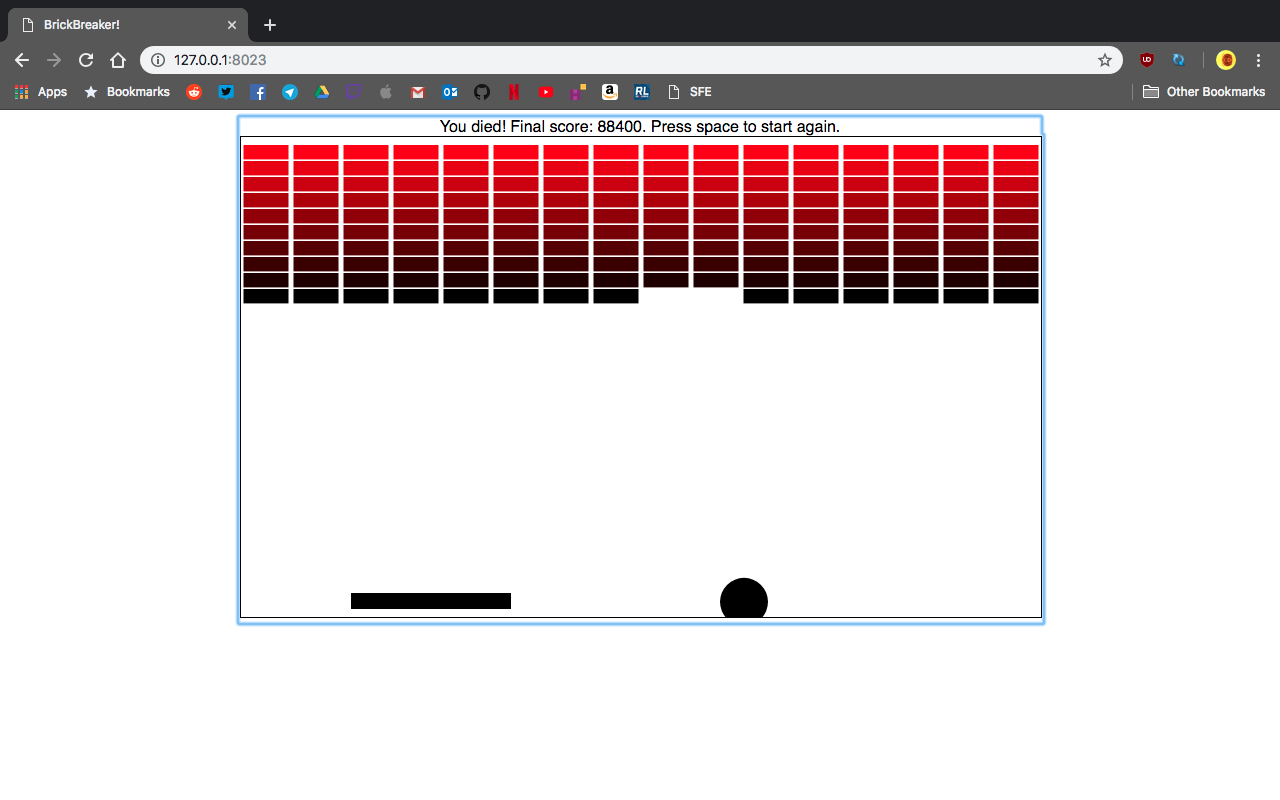 BrickBreaker!
127.0.0.1:8023
Apps Bookmarks SFE Other Bookmarks
You died! Final score: 88400. Press space to start again.